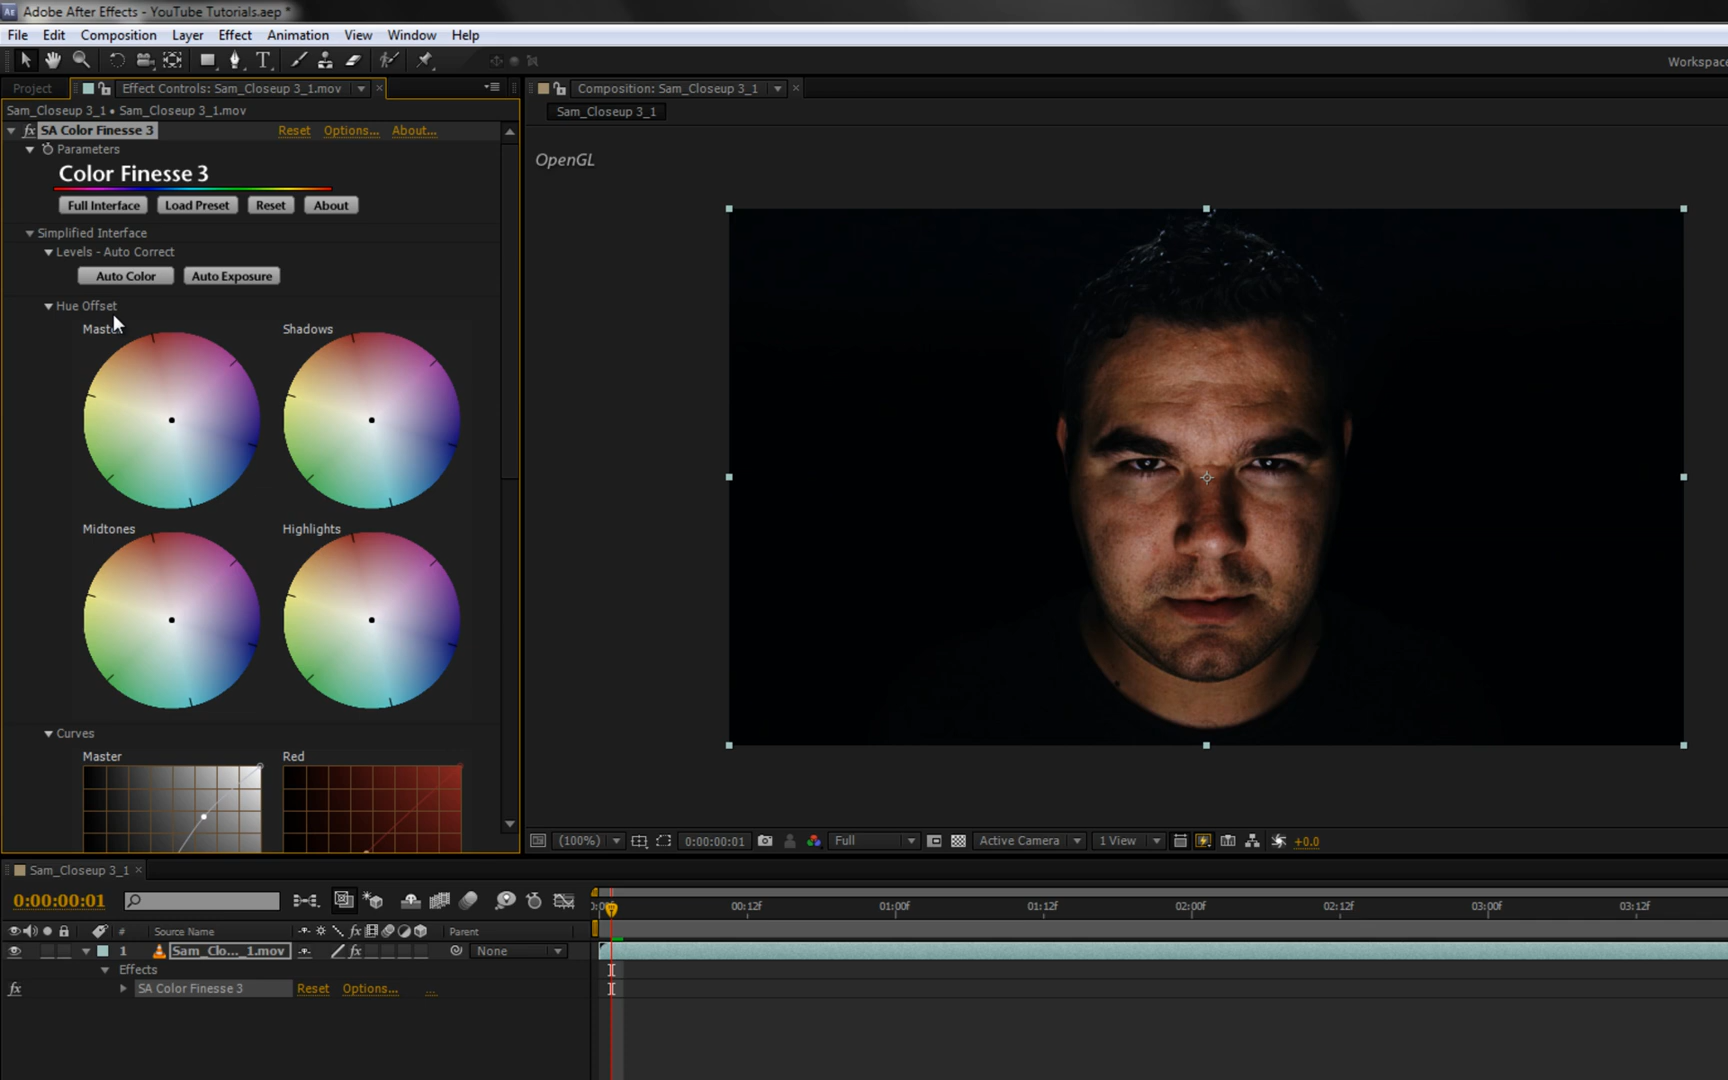 Adobe After Effects - YouTube Tutorials.aep *
File Edit Composition Layer Effect Animation View Window Help
Workspace
Project Effect Controls: Sam_Closeup 3_1.mov
Composition: Sam_Closeup 3_1
Sam_Closeup 3_1 • Sam_Closeup 3_1.mov
Sam_Closeup 3_1
fx SA Color Finesse 3 Reset Options... About...
Parameters
OpenGL
Color Finesse 3
Full Interface Load Preset Reset About
Simplified Interface
Levels - Auto Correct
Auto Color Auto Exposure
Hue Offset
Master Shadows
Midtones Highlights
Curves
Master Red
(100%) 0:00:00:01 Full Active Camera 1 View +0.0
Sam_Closeup 3_1
0:00:00:01
00:12f 01:00f 01:12f 02:00f 02:12f 03:00f 03:12f
# Source Name fx Parent
1 Sam_Clo..._1.mov fx None
Effects
fx SA Color Finesse 3 Reset Options... ...